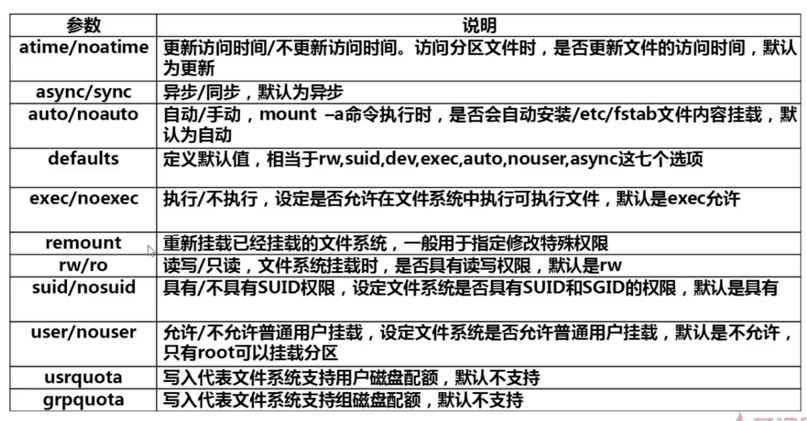 参数 说明
atime/noatime 更新访问时间/不更新访问时间。访问分区文件时，是否更新文件的访问时间，默认
为更新
async/sync 异步/同步，默认为异步
auto/noauto 自动/手动，mount –a命令执行时，是否会自动安装/etc/fstab文件内容挂载，默
认为自动
defaults 定义默认值，相当于rw,suid,dev,exec,auto,nouser,async这七个选项
exec/noexec 执行/不执行，设定是否允许在文件系统中执行可执行文件，默认是exec允许
remount 重新挂载已经挂载的文件系统，一般用于指定修改特殊权限
rw/ro 读写/只读，文件系统挂载时，是否具有读写权限，默认是rw
suid/nosuid 具有/不具有SUID权限，设定文件系统是否具有SUID和SGID的权限，默认是具有
user/nouser 允许/不允许普通用户挂载，设定文件系统是否允许普通用户挂载，默认是不允许，
只有root可以挂载分区
usrquota 写入代表文件系统支持用户磁盘配额，默认不支持
grpquota 写入代表文件系统支持组磁盘配额，默认不支持